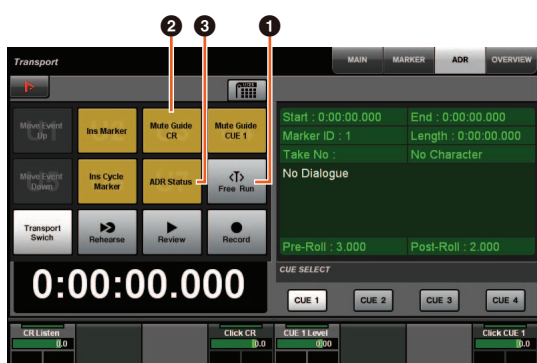 ❷ ❸ ❶
Transport MAIN MARKER ADR OVERVIEW
Move Event Up
Ins Marker
Mute Guide CR
Mute Guide CUE 1
Move Event Down
Ins Cycle Marker
ADR Status
<T> Free Run
Transport Swich
Rehearse
Review
Record
Start : 0:00:00.000 End : 0:00:00.000
Marker ID : 1 Length : 0:00:00.000
Take No : No Character
No Dialogue
Pre-Roll : 3.000 Post-Roll : 2.000
0:00:00.000
CUE SELECT
CUE 1 CUE 2 CUE 3 CUE 4
CR Listen Click CR CUE 1 Level Click CUE 1
0.0 0.0 0.00 0.0